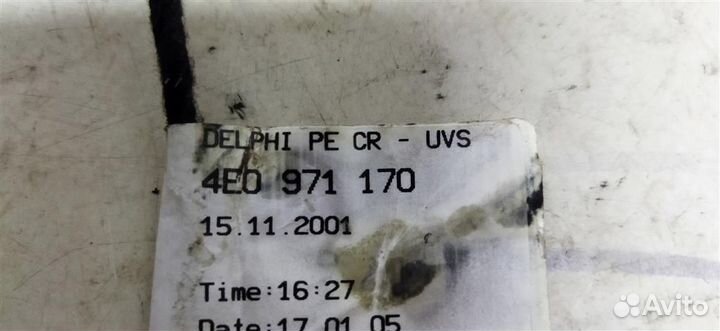 DELPHI PE CR - UVS
4E0 971 170
15.11.2001
Time:16:27
Date:17.01.05
Avito